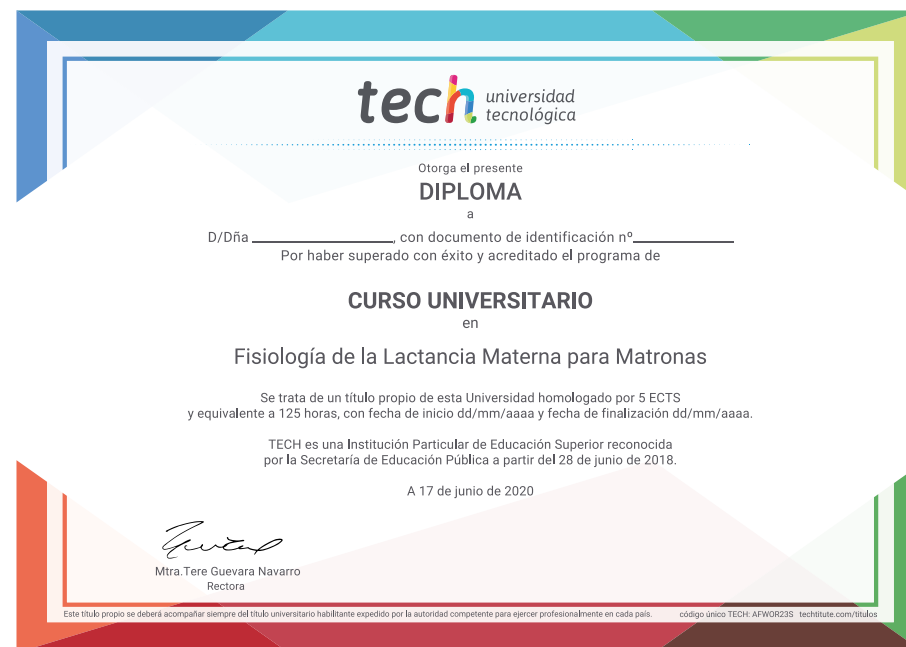 tech universidad
tecnológica
Otorga el presente
DIPLOMA
a
D/Dña ____________________, con documento de identificación nº______________
Por haber superado con éxito y acreditado el programa de
CURSO UNIVERSITARIO
en
Fisiología de la Lactancia Materna para Matronas
Se trata de un título propio de esta Universidad homologado por 5 ECTS
y equivalente a 125 horas, con fecha de inicio dd/mm/aaaa y fecha de finalización dd/mm/aaaa.
TECH es una Institución Particular de Educación Superior reconocida
por la Secretaría de Educación Pública a partir del 28 de junio de 2018.
A 17 de junio de 2020
Mtra.Tere Guevara Navarro
Rectora
Este título propio se deberá acompañar siempre del título universitario habilitante expedido por la autoridad competente para ejercer profesionalmente en cada país. código único TECH: AFWOR23S techtitute.com/títulos